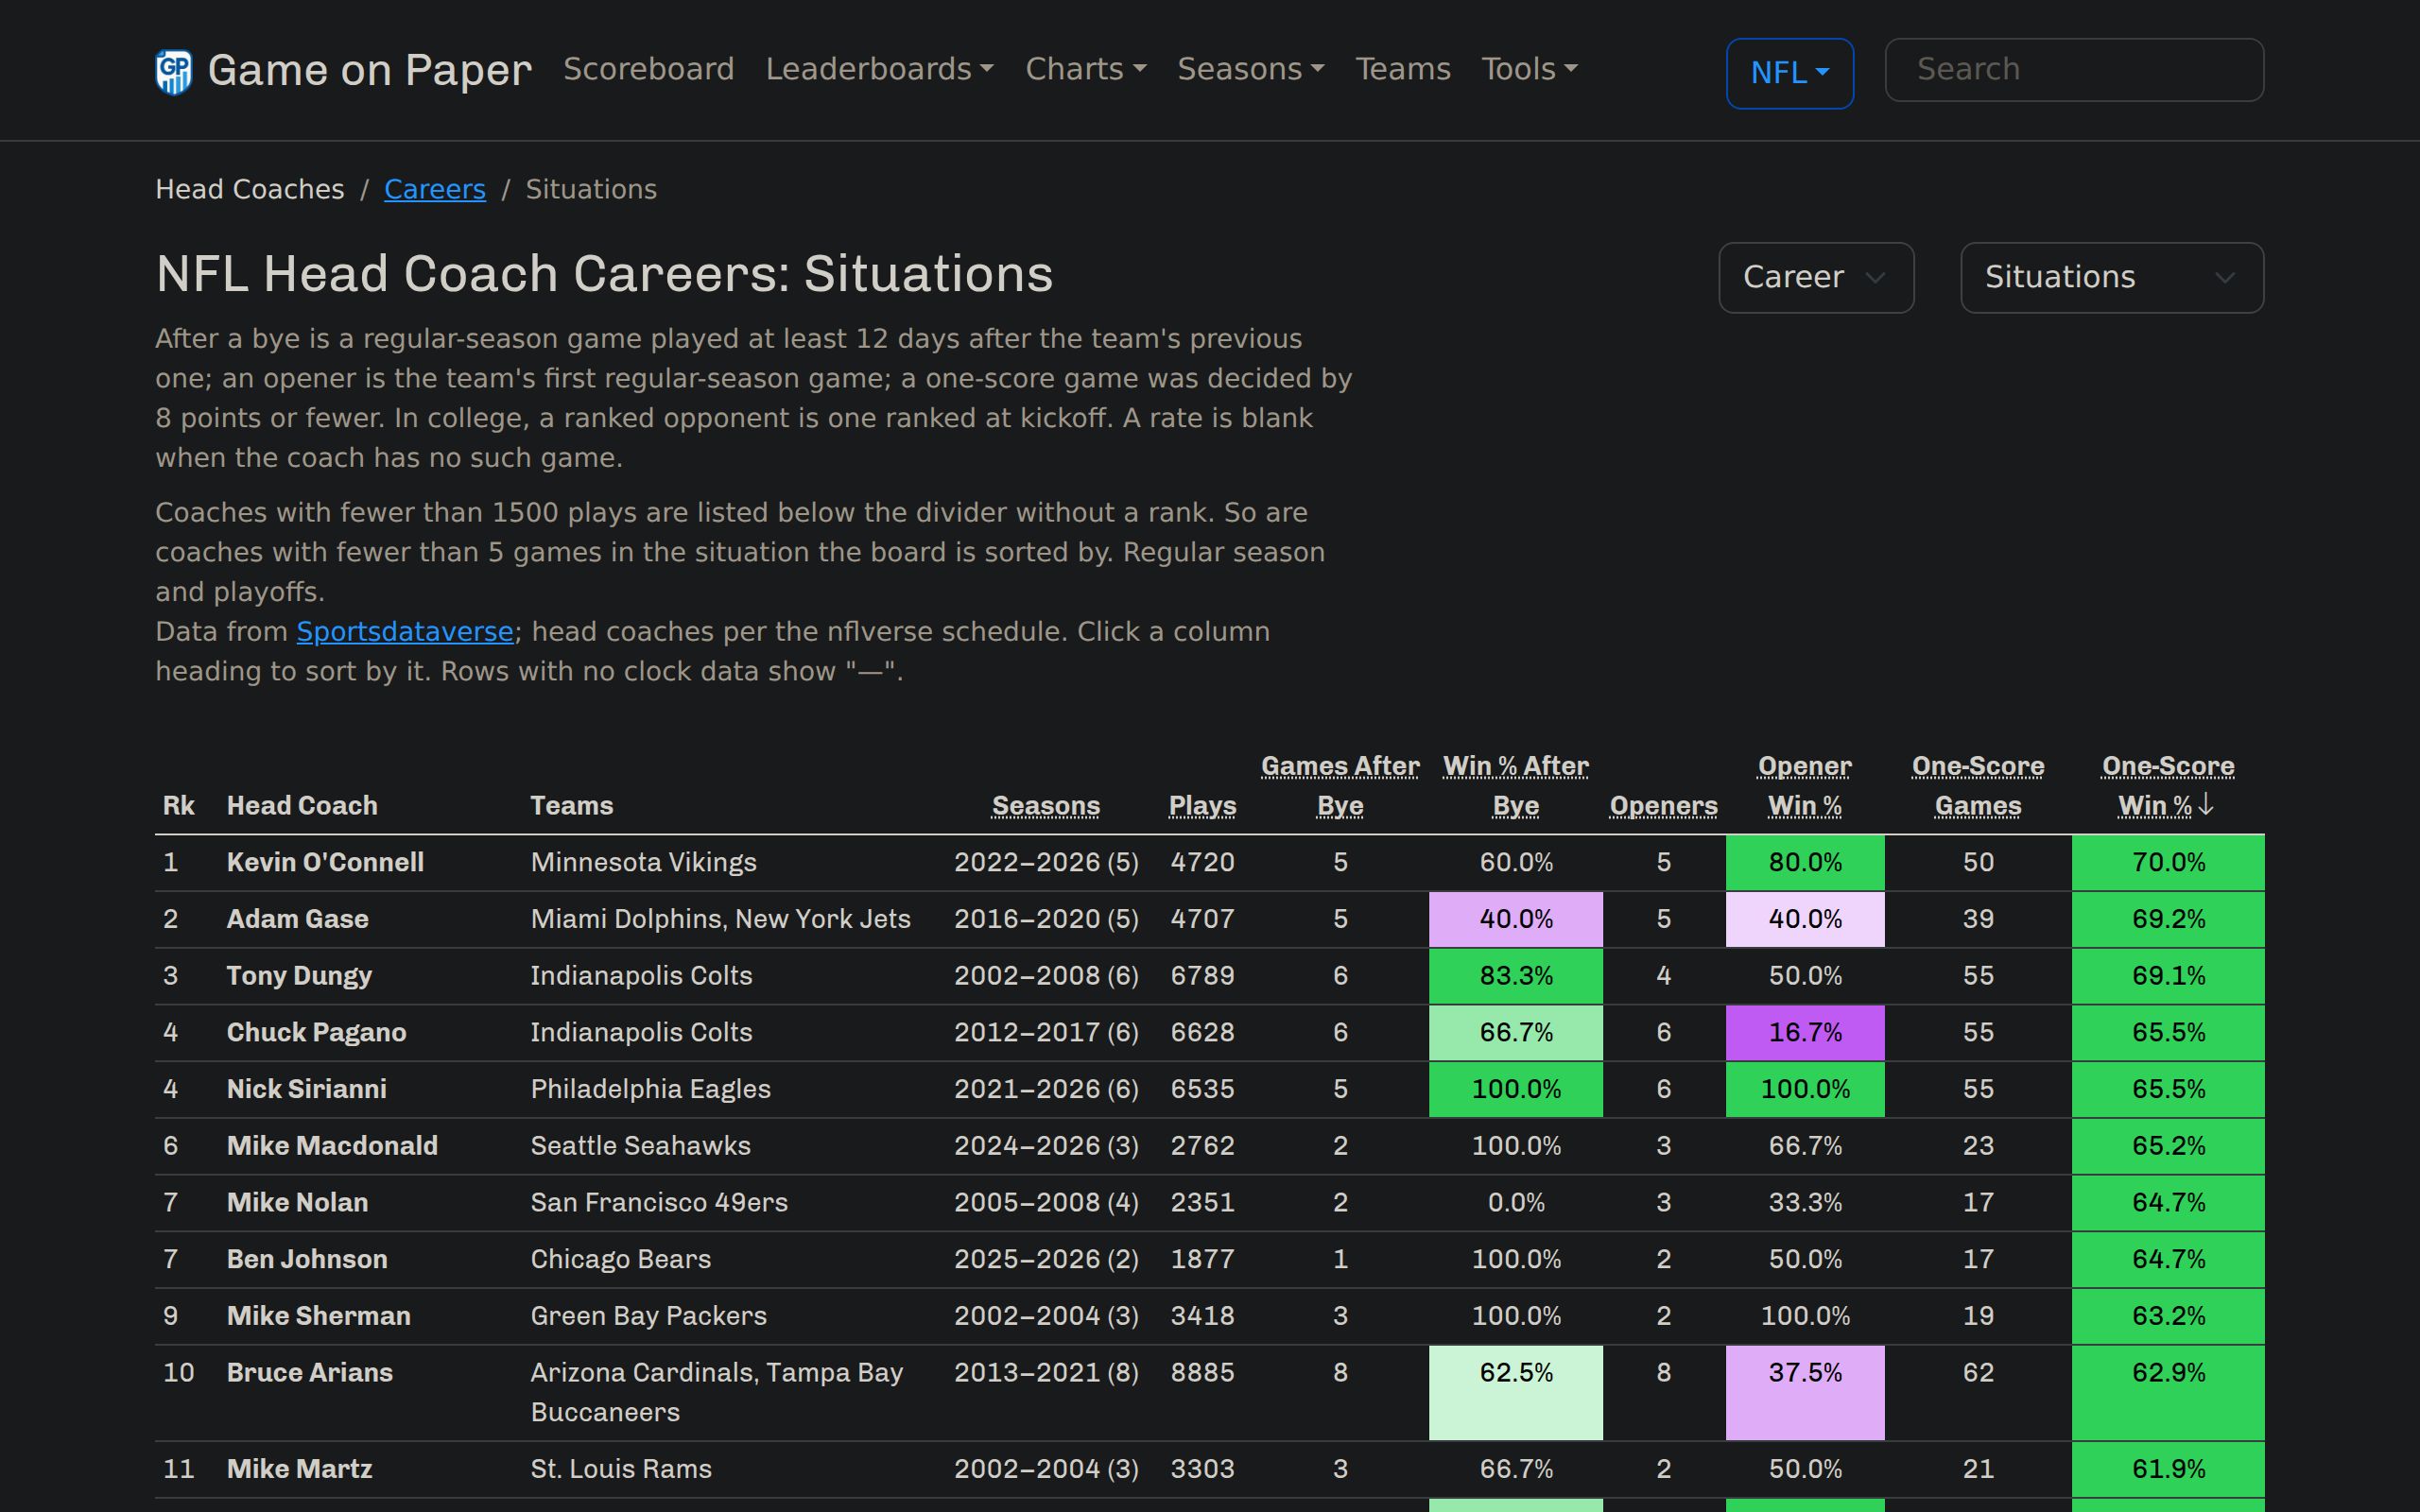 GP Game on Paper Scoreboard Leaderboards Charts Seasons Teams Tools NFL Search
Head Coaches / Careers / Situations
NFL Head Coach Careers: Situations Career Situations
After a bye is a regular-season game played at least 12 days after the team's previous
one; an opener is the team's first regular-season game; a one-score game was decided by
8 points or fewer. In college, a ranked opponent is one ranked at kickoff. A rate is blank
when the coach has no such game.
Coaches with fewer than 1500 plays are listed below the divider without a rank. So are
coaches with fewer than 5 games in the situation the board is sorted by. Regular season
and playoffs.
Data from Sportsdataverse; head coaches per the nflverse schedule. Click a column
heading to sort by it. Rows with no clock data show "—".
Rk Head Coach Teams Seasons Plays Games After Bye Win % After Bye Openers Opener Win % One-Score Games One-Score Win % ↓
1 Kevin O'Connell Minnesota Vikings 2022–2026 (5) 4720 5 60.0% 5 80.0% 50 70.0%
2 Adam Gase Miami Dolphins, New York Jets 2016–2020 (5) 4707 5 40.0% 5 40.0% 39 69.2%
3 Tony Dungy Indianapolis Colts 2002–2008 (6) 6789 6 83.3% 4 50.0% 55 69.1%
4 Chuck Pagano Indianapolis Colts 2012–2017 (6) 6628 6 66.7% 6 16.7% 55 65.5%
4 Nick Sirianni Philadelphia Eagles 2021–2026 (6) 6535 5 100.0% 6 100.0% 55 65.5%
6 Mike Macdonald Seattle Seahawks 2024–2026 (3) 2762 2 100.0% 3 66.7% 23 65.2%
7 Mike Nolan San Francisco 49ers 2005–2008 (4) 2351 2 0.0% 3 33.3% 17 64.7%
7 Ben Johnson Chicago Bears 2025–2026 (2) 1877 1 100.0% 2 50.0% 17 64.7%
9 Mike Sherman Green Bay Packers 2002–2004 (3) 3418 3 100.0% 2 100.0% 19 63.2%
10 Bruce Arians Arizona Cardinals, Tampa Bay Buccaneers 2013–2021 (8) 8885 8 62.5% 8 37.5% 62 62.9%
11 Mike Martz St. Louis Rams 2002–2004 (3) 3303 3 66.7% 2 50.0% 21 61.9%